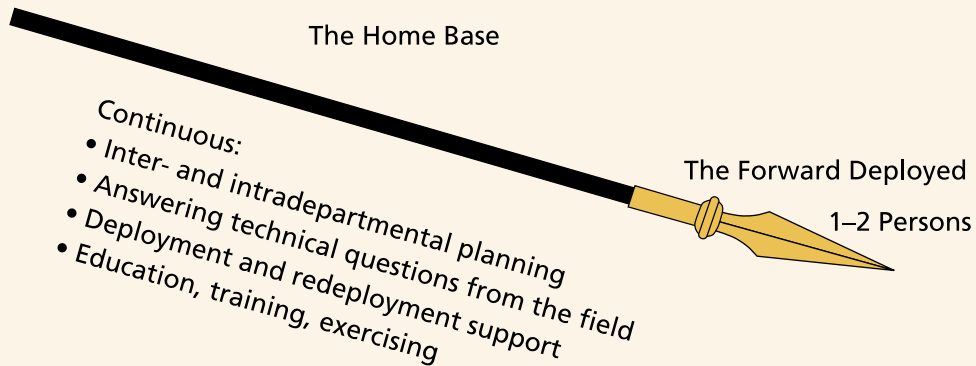 The Home Base
Continuous:
• Inter- and intradepartmental planning
• Answering technical questions from the field
• Deployment and redeployment support
• Education, training, exercising
The Forward Deployed
1–2 Persons